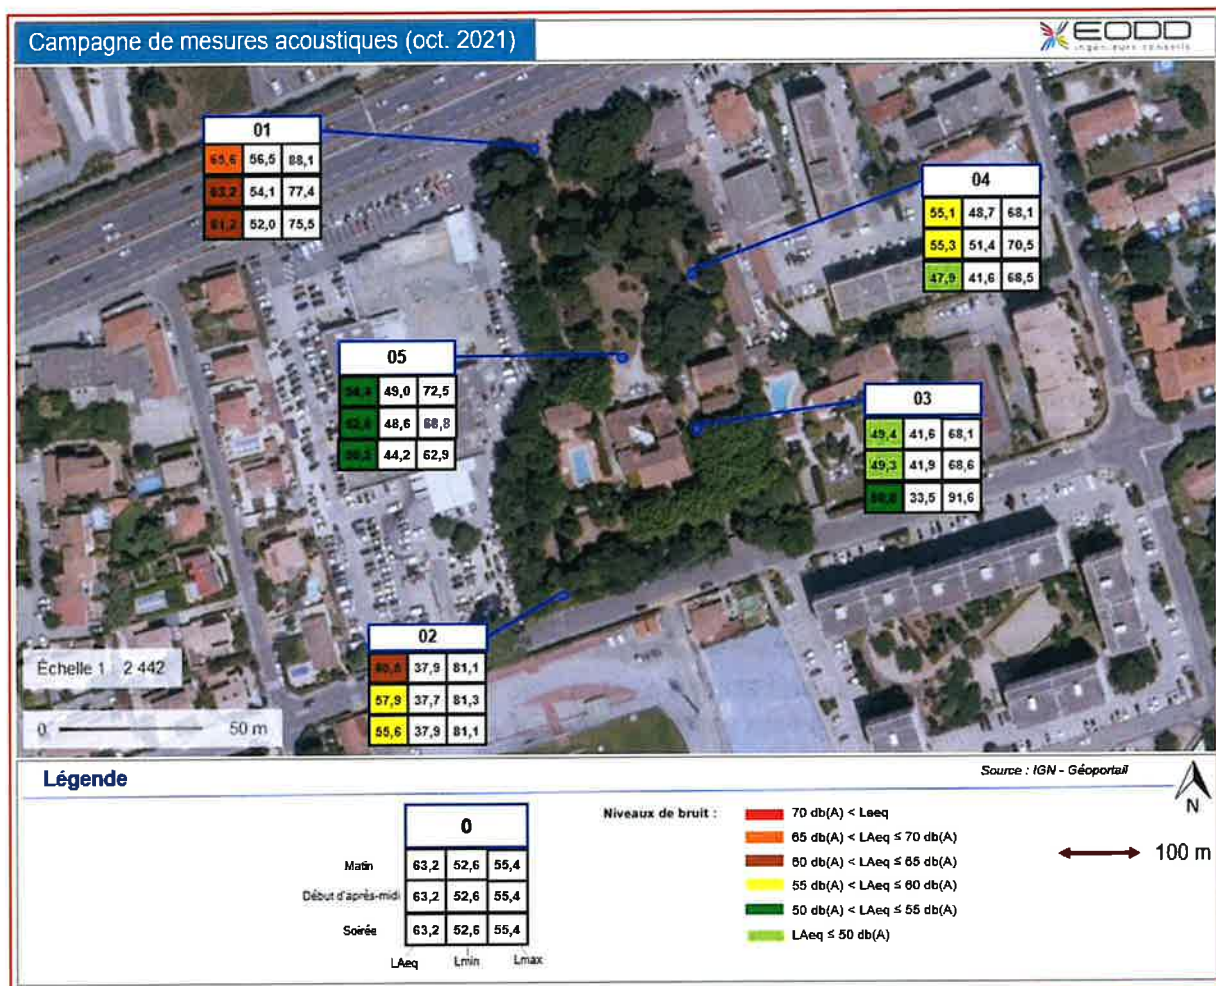 Campagne de mesures acoustiques (oct. 2021)
EODD
ingénieurs conseils
01
65,6 56,5 88,1
63,2 54,1 77,4
61,2 52,0 75,5
04
55,1 48,7 68,1
55,3 51,4 70,5
47,9 41,6 68,5
05
49,0 72,5
48,6 68,8
44,2 62,9
03
49,4 41,6 68,1
49,3 41,9 68,6
33,5 91,6
02
37,9 81,1
57,9 37,7 81,3
55,6 37,9 81,1
Échelle 1 : 2 442
0 50 m
Légende
Source : IGN - Géoportail
N
100 m
0
Matin 63,2 52,6 55,4
Début d'après-midi 63,2 52,6 55,4
Soirée 63,2 52,6 55,4
LAeq Lmin Lmax
Niveaux de bruit :
70 db(A) < Laeq
65 db(A) < LAeq ≤ 70 db(A)
60 db(A) < LAeq ≤ 65 db(A)
55 db(A) < LAeq ≤ 60 db(A)
50 db(A) < LAeq ≤ 55 db(A)
LAeq ≤ 50 db(A)